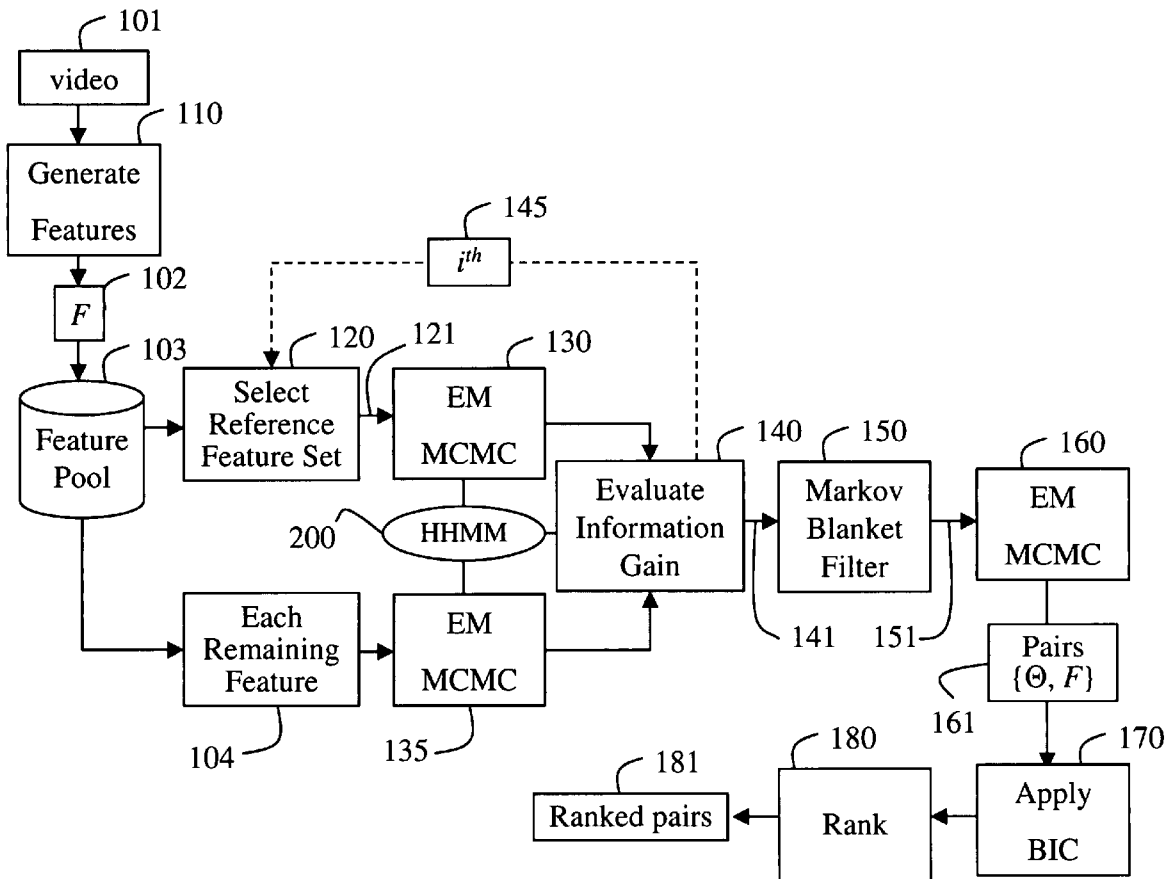 101
video
110
Generate
Features
145
i^th
102
F
103
Feature
Pool
120
Select
Reference
Feature Set
121
130
EM
MCMC
200
HHMM
140
Evaluate
Information
Gain
141
150
Markov
Blanket
Filter
151
160
EM
MCMC
Each
Remaining
Feature
104
EM
MCMC
135
Pairs
{Θ, F}
161
170
Apply
BIC
180
Rank
181
Ranked pairs